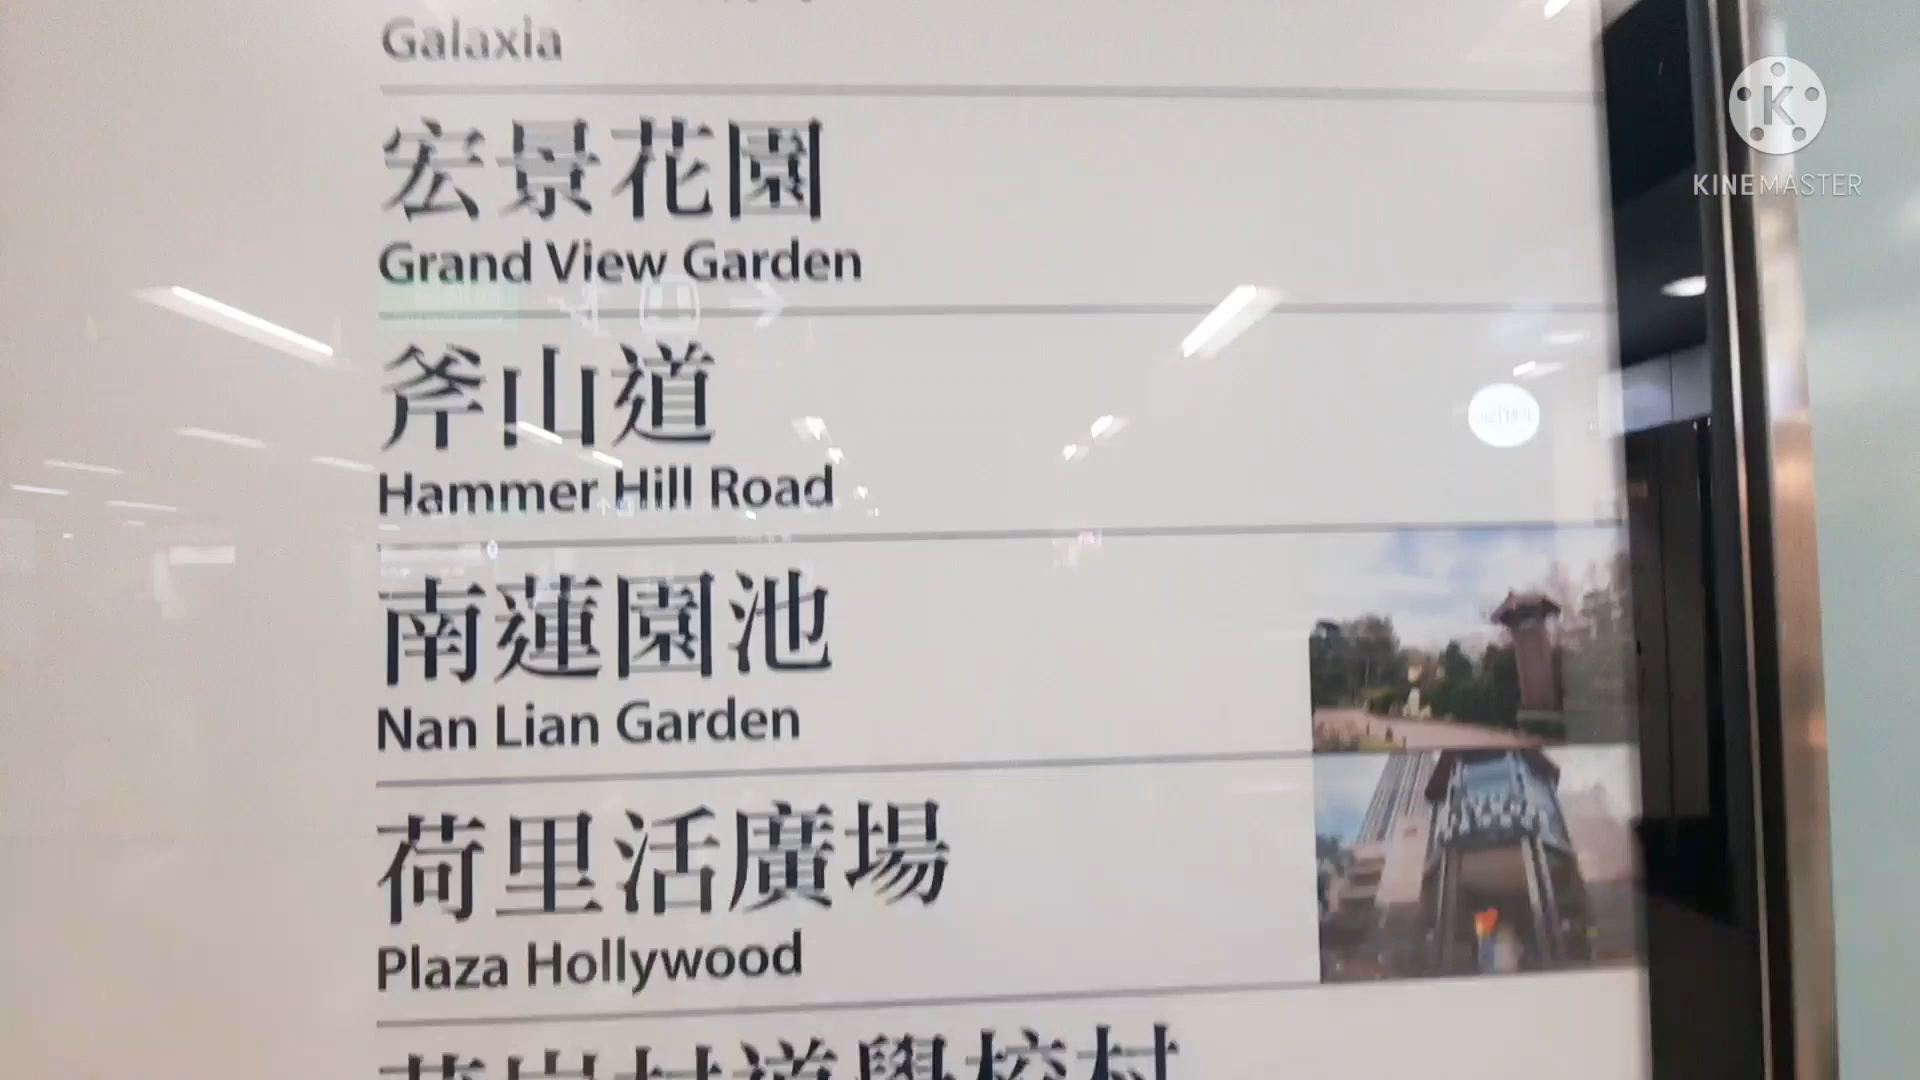 Galaxia
宏景花園
Grand View Garden
斧山道
Hammer Hill Road
南蓮園池
Nan Lian Garden
荷里活廣場
Plaza Hollywood
K
KINEMASTER